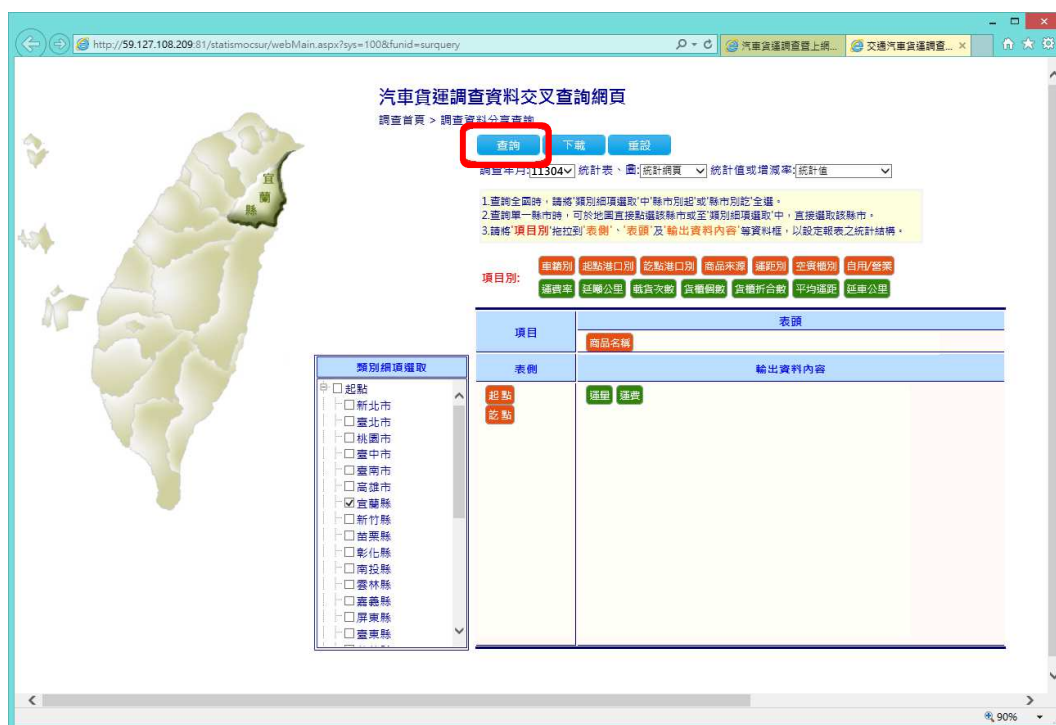 http://59.127.108.209:81/statismocsur/webMain.aspx?sys=100&funid=surquery
汽車貨運調查暨上網...
交通汽車貨運調查...
汽車貨運調查資料交叉查詢網頁
調查首頁 > 調查資料分享查詢
查詢 下載 重設
調查年月:11304 統計表、圖:統計網頁 統計值或增減率:統計值
1.查詢全國時，請將'類別細項選取'中'縣市別起'或'縣市別訖'全選。
2.查詢單一縣市時，可於地圖直接點選該縣市或至'類別細項選取'中，直接選取該縣市。
3.請將'項目別'拖拉到'表側'、'表頭'及'輸出資料內容'等資料框，以設定報表之統計結構。
項目別:
車種別 起點港口別 訖點港口別 商品來源 運距別 空實櫃別 自用/營業
運費率 延噸公里 載貨次數 貨櫃個數 貨櫃折合數 平均運距 延車公里
項目 表頭
商品名稱
表側 輸出資料內容
起點
訖點
運量 運費
宜蘭縣
類別細項選取
起點
新北市
臺北市
桃園市
臺中市
臺南市
高雄市
宜蘭縣
新竹縣
苗栗縣
彰化縣
南投縣
雲林縣
嘉義縣
屏東縣
臺東縣
90%